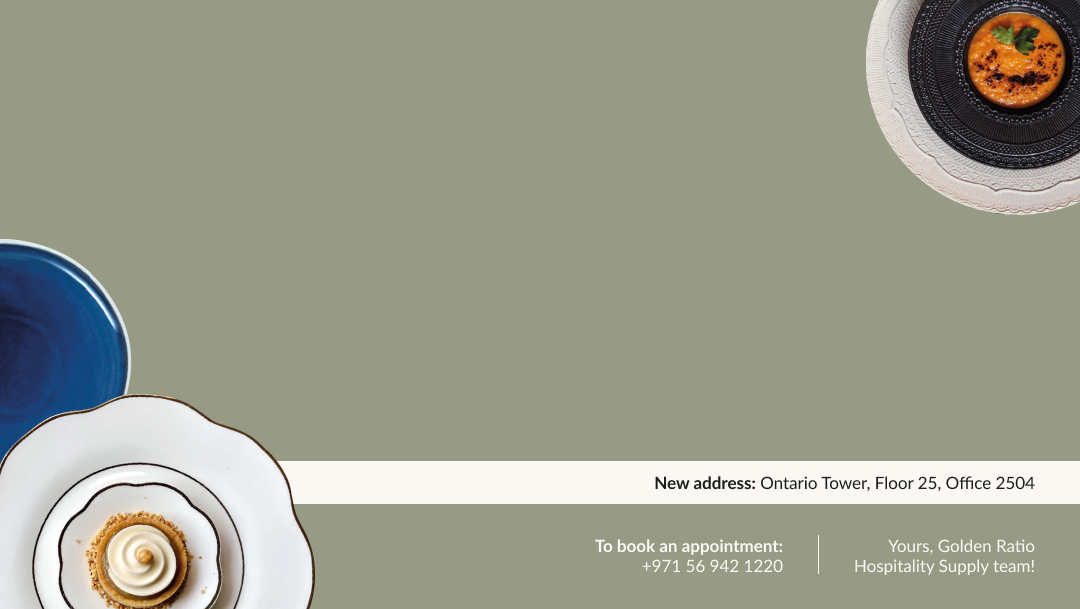 New address: Ontario Tower, Floor 25, Office 2504
To book an appointment:
+971 56 942 1220
Yours, Golden Ratio
Hospitality Supply team!